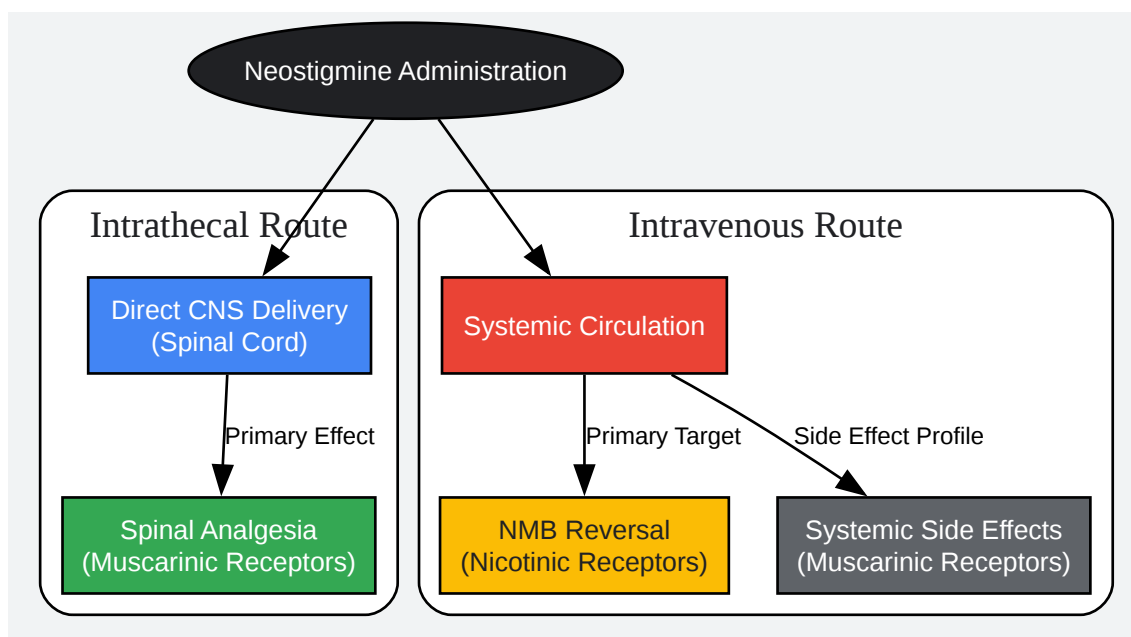 Neostigmine Administration
Intrathecal Route
Intravenous Route
Direct CNS Delivery
(Spinal Cord)
Systemic Circulation
Primary Effect
Primary Target
Side Effect Profile
Spinal Analgesia
(Muscarinic Receptors)
NMB Reversal
(Nicotinic Receptors)
Systemic Side Effects
(Muscarinic Receptors)